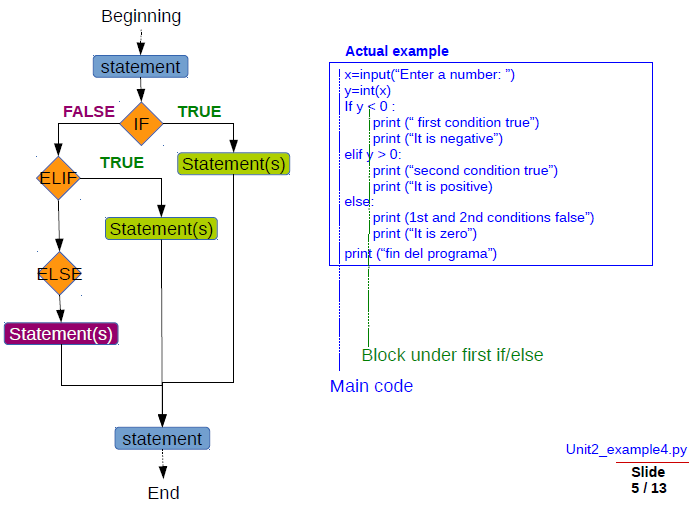 Beginning
statement
FALSE
TRUE
IF
TRUE
ELIF
Statement(s)
Statement(s)
ELSE
Statement(s)
statement
End
Actual example
x=input(“Enter a number: ”)
y=int(x)
If y < 0 :
print (“ first condition true”)
print (“It is negative”)
elif y > 0:
print (“second condition true”)
print (“It is positive)
else:
print (1st and 2nd conditions false”)
print (“It is zero”)
print (“fin del programa”)
Block under first if/else
Main code
Unit2_example4.py
Slide
5 / 13